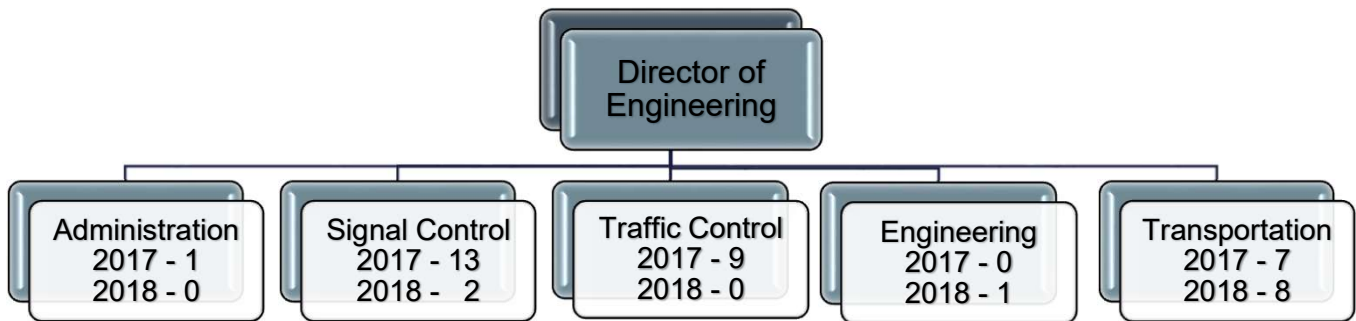 Director of
Engineering
Administration
2017 - 1
2018 - 0
Signal Control
2017 - 13
2018 -   2
Traffic Control
2017 - 9
2018 - 0
Engineering
2017 - 0
2018 - 1
Transportation
2017 - 7
2018 - 8